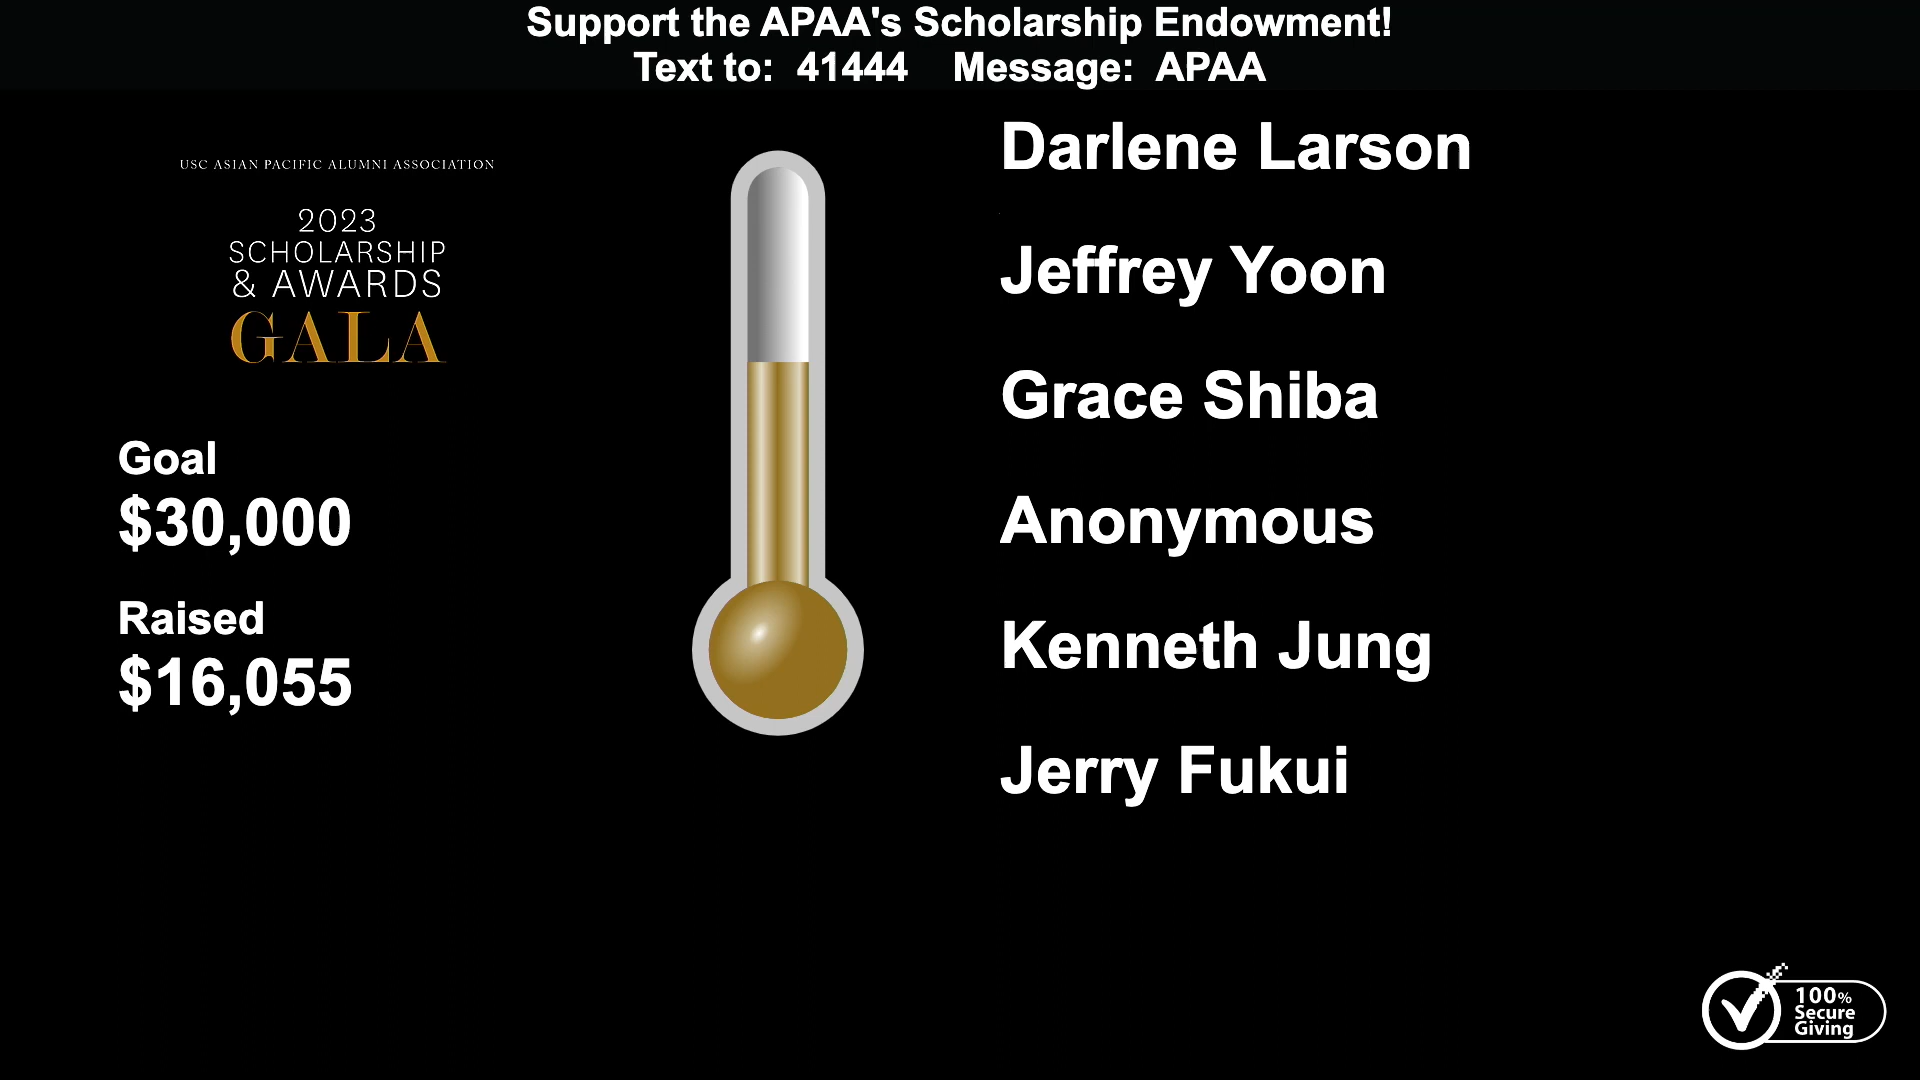 Support the APAA's Scholarship Endowment!
Text to: 41444 Message: APAA
USC ASIAN PACIFIC ALUMNI ASSOCIATION
2023
SCHOLARSHIP
& AWARDS
GALA
Goal
$30,000
Raised
$16,055
Darlene Larson
Jeffrey Yoon
Grace Shiba
Anonymous
Kenneth Jung
Jerry Fukui
100%
Secure
Giving